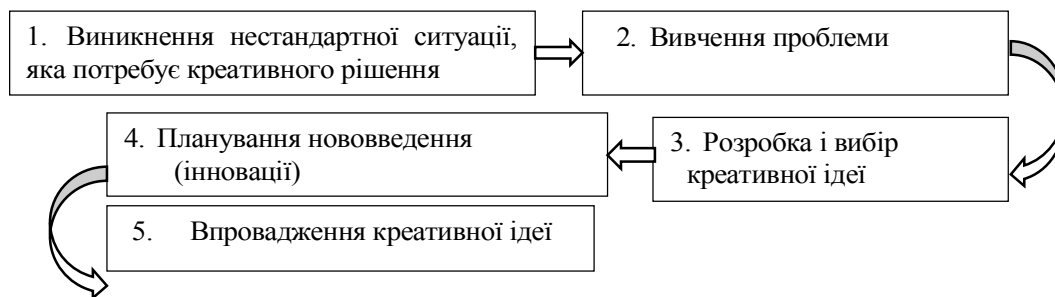 1. Виникнення нестандартної ситуації,
яка потребує креативного рішення
2. Вивчення проблеми
3. Розробка і вибір
креативної ідеї
4. Планування нововведення
(інновації)
5. Впровадження креативної ідеї